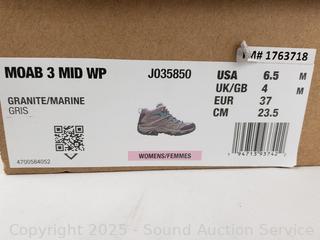 M# 1763718
MOAB 3 MID WP
J035850
GRANITE/MARINE
GRIS
USA 6.5 M
UK/GB 4 M
EUR 37
CM 23.5
4700584052
WOMENS/FEMMES
Copyright 2025 - Sound Auction Service